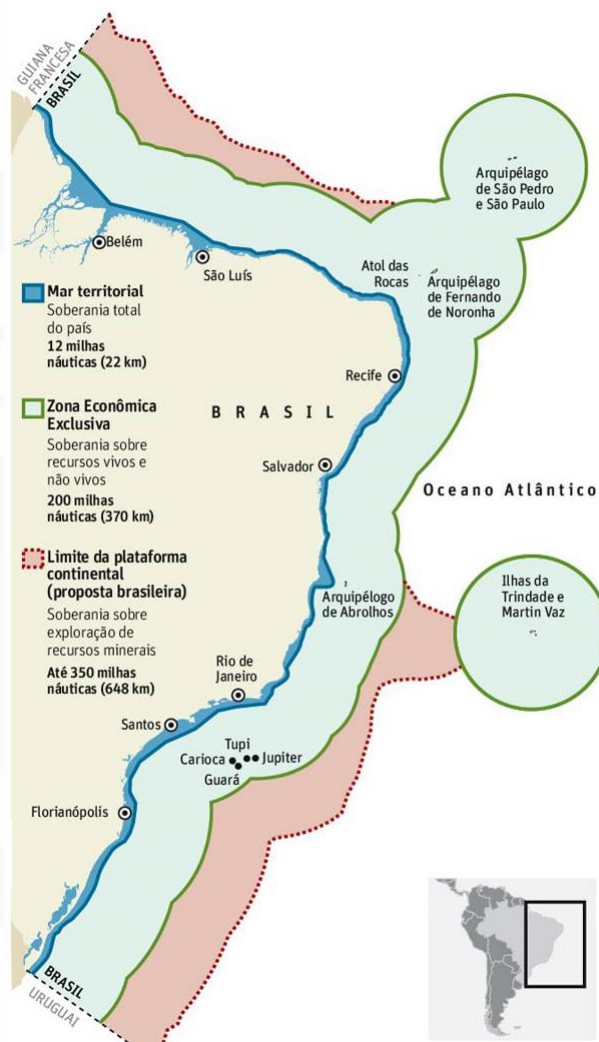 GUIANA
FRANCESA
BRASIL
Arquipélago
de São Pedro
e São Paulo
Belém
São Luís
Atol das
Rocas
Arquipélago
de Fernando
de Noronha
Mar territorial
Soberania total
do país
12 milhas
náuticas (22 km)
Recife
Zona Econômica
Exclusiva
Soberania sobre
recursos vivos e
não vivos
200 milhas
náuticas (370 km)
BRASIL
Salvador
Oceano Atlântico
Limite da plataforma
continental
(proposta brasileira)
Soberania sobre
exploração de
recursos minerais
Até 350 milhas
náuticas (648 km)
Arquipélogo
de Abrolhos
Ilhas da
Trindade e
Martin Vaz
Rio de
Janeiro
Santos
Tupi
Carioca
Jupiter
Guará
Florianópolis
BRASIL
URUGUAI